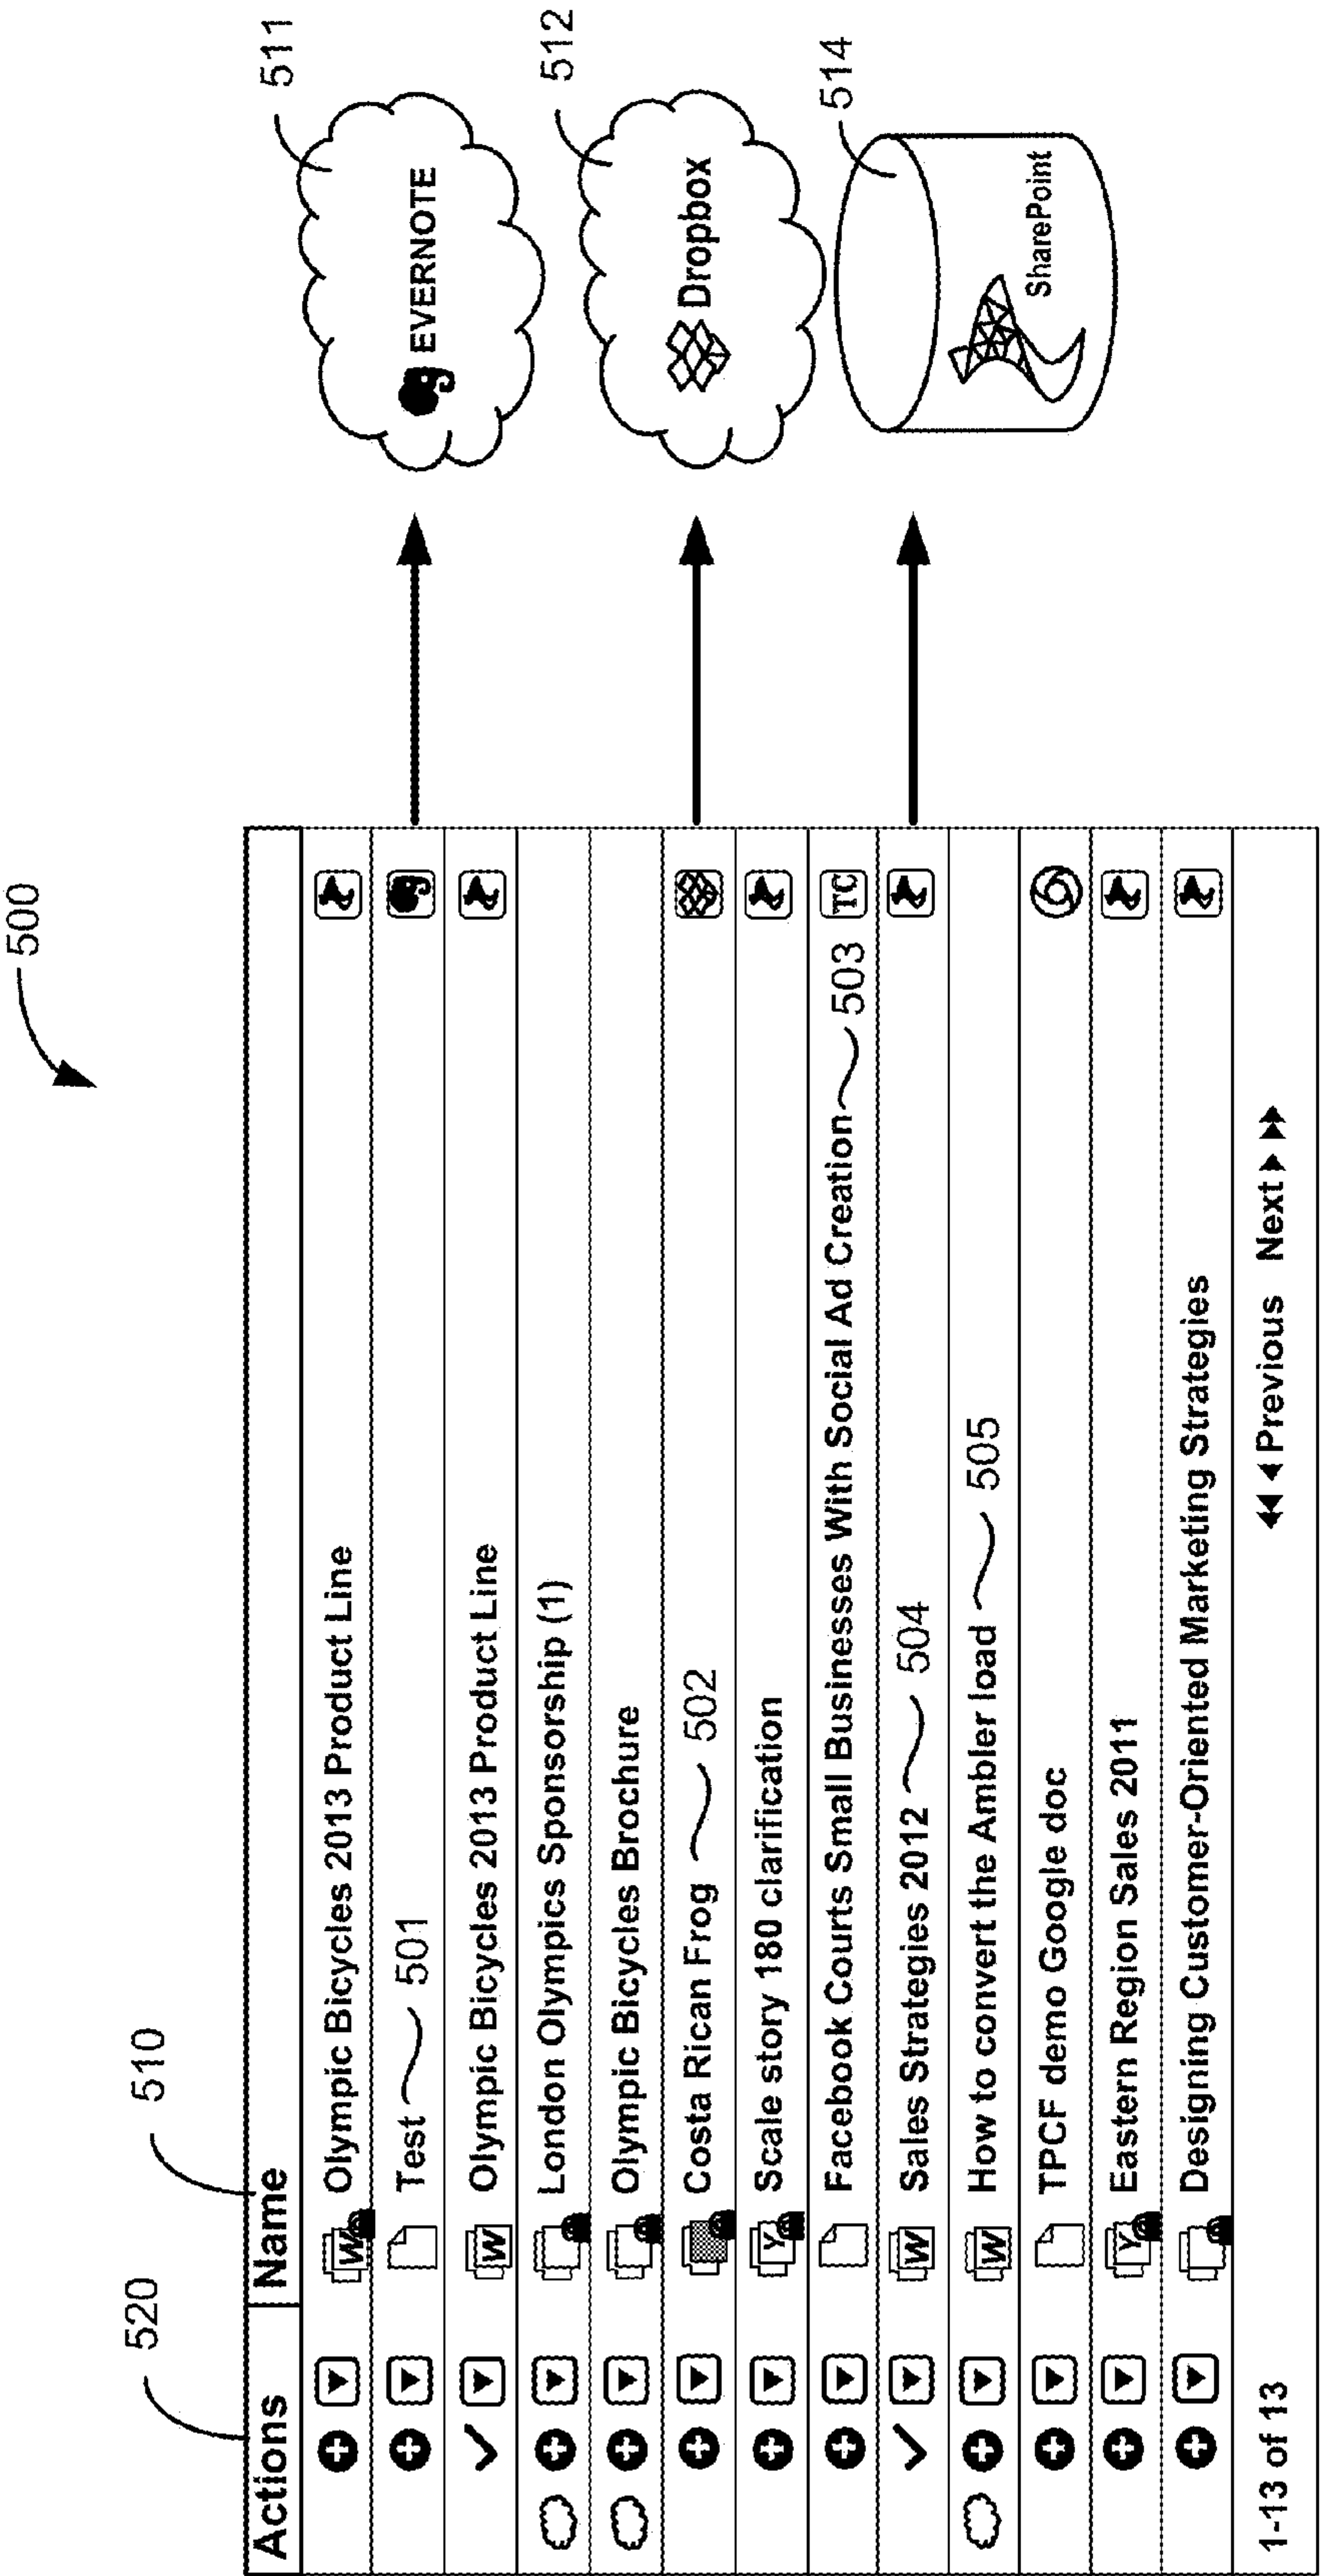 500
520
510
Actions Name
Olympic Bicycles 2013 Product Line
Test 501
Olympic Bicycles 2013 Product Line
London Olympics Sponsorship (1)
Olympic Bicycles Brochure
Costa Rican Frog 502
Scale story 180 clarification
Facebook Courts Small Businesses With Social Ad Creation 503 TC
Sales Strategies 2012 504
How to convert the Ambler load 505
TPCF demo Google doc
Eastern Region Sales 2011
Designing Customer-Oriented Marketing Strategies
1-13 of 13 Previous Next
W
W
Y
W
W
Y
511
EVERNOTE
512
Dropbox
514
SharePoint